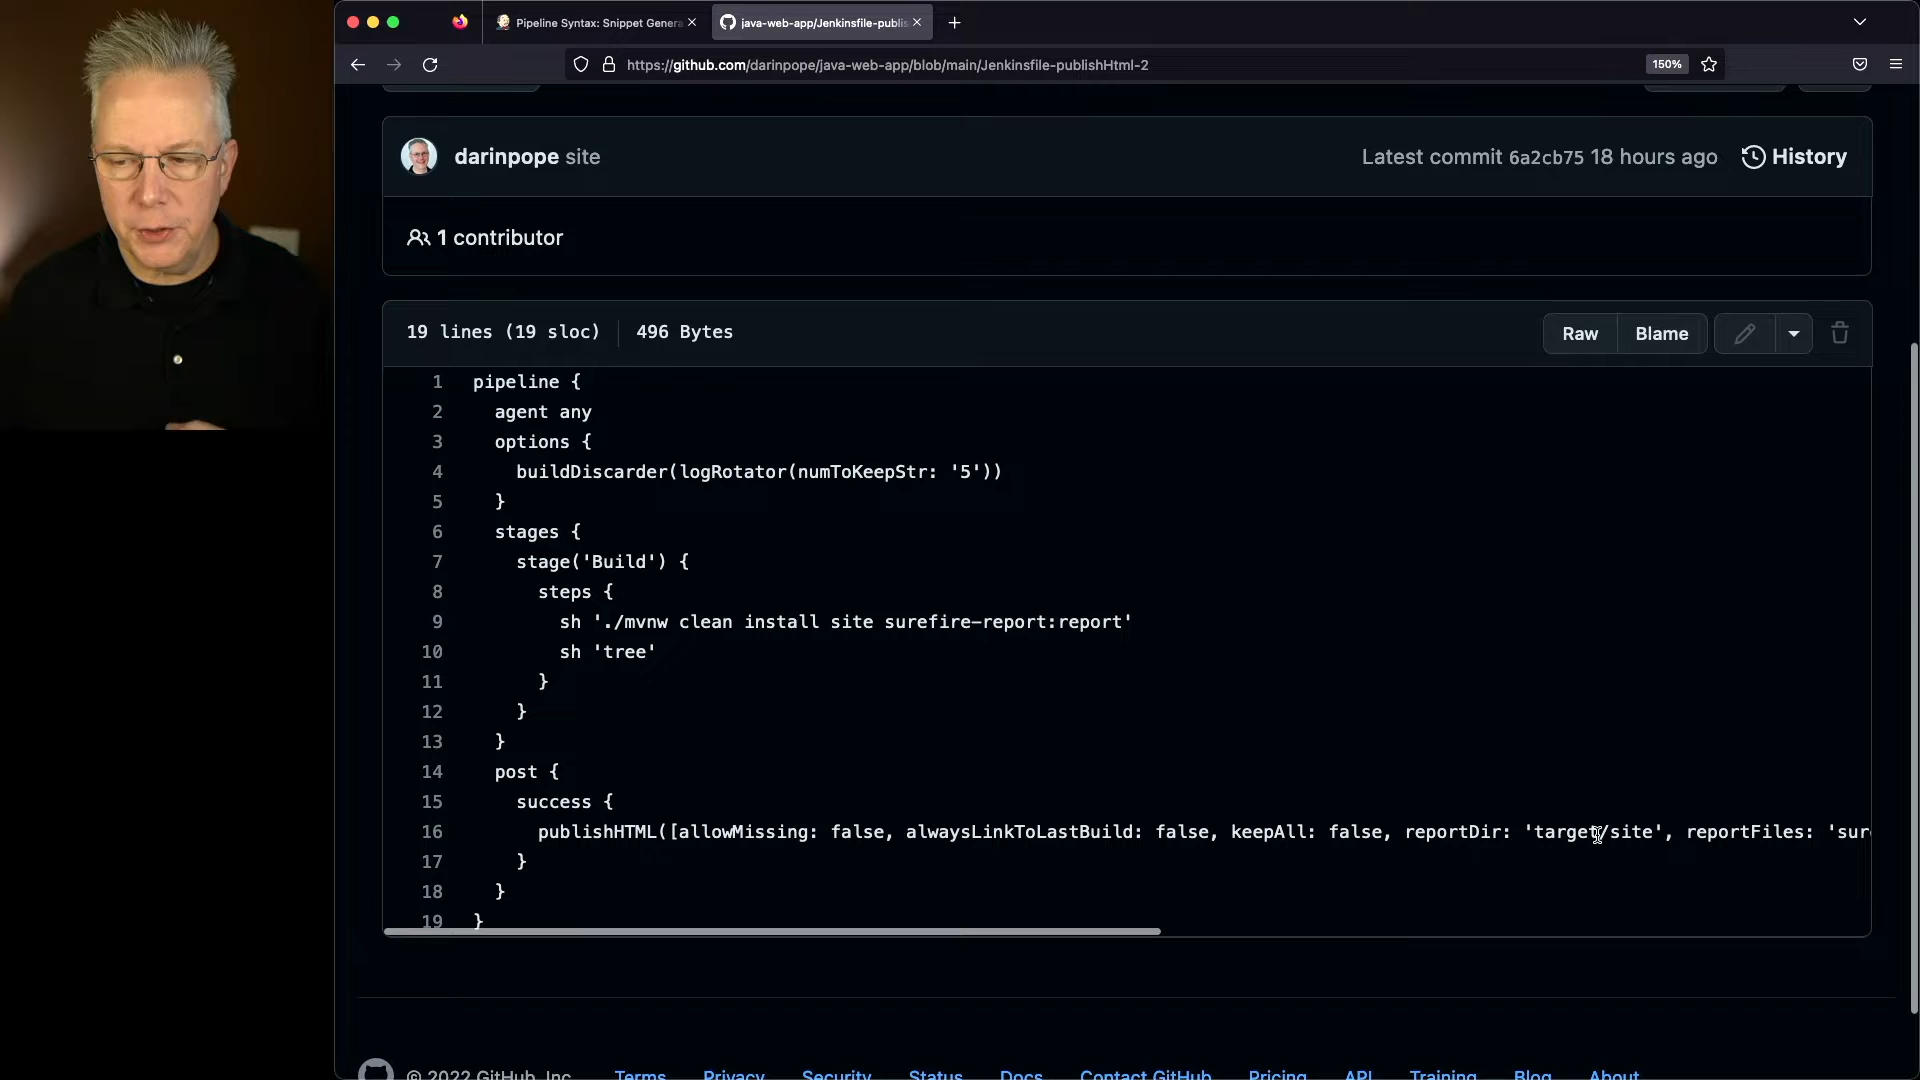 Pipeline Syntax: Snippet Genera
java-web-app/Jenkinsfile-publis
https://github.com/darinpope/java-web-app/blob/main/Jenkinsfile-publishHtml-2
150%
darinpope site
Latest commit 6a2cb75 18 hours ago
History
1 contributor
19 lines (19 sloc)
496 Bytes
Raw
Blame
1 pipeline {
2 agent any
3 options {
4 buildDiscarder(logRotator(numToKeepStr: '5'))
5 }
6 stages {
7 stage('Build') {
8 steps {
9 sh './mvnw clean install site surefire-report:report'
10 sh 'tree'
11 }
12 }
13 }
14 post {
15 success {
16 publishHTML([allowMissing: false, alwaysLinkToLastBuild: false, keepAll: false, reportDir: 'target/site', reportFiles: 'sur
17 }
18 }
19 }
© 2022 GitHub, Inc.
Terms
Privacy
Security
Status
Docs
Contact GitHub
Pricing
API
Training
Blog
About